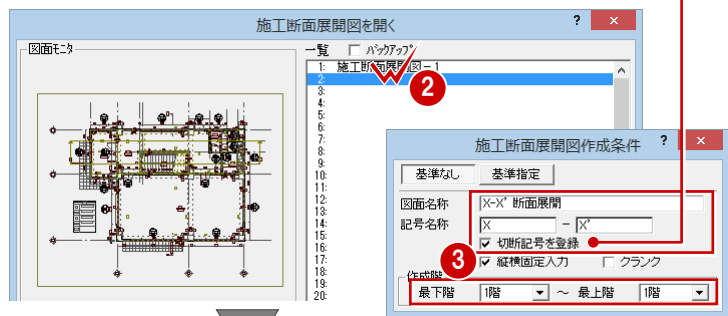 施工断面展開図を開く ? ×
図面モニタ
一覧 バックアップ
1: 施工断面展開図－1
2:
3:
4:
5:
6:
7:
8:
9:
10:
11:
12:
13:
14:
15:
16:
17:
18:
19:
20:
2
施工断面展開図作成条件 ? ×
基準なし 基準指定
図面名称 X-X’断面展開
記号名称 X － X’
切断記号を登録
3
縦横固定入力 クランク
作成階
最下階 1階 ～ 最上階 1階